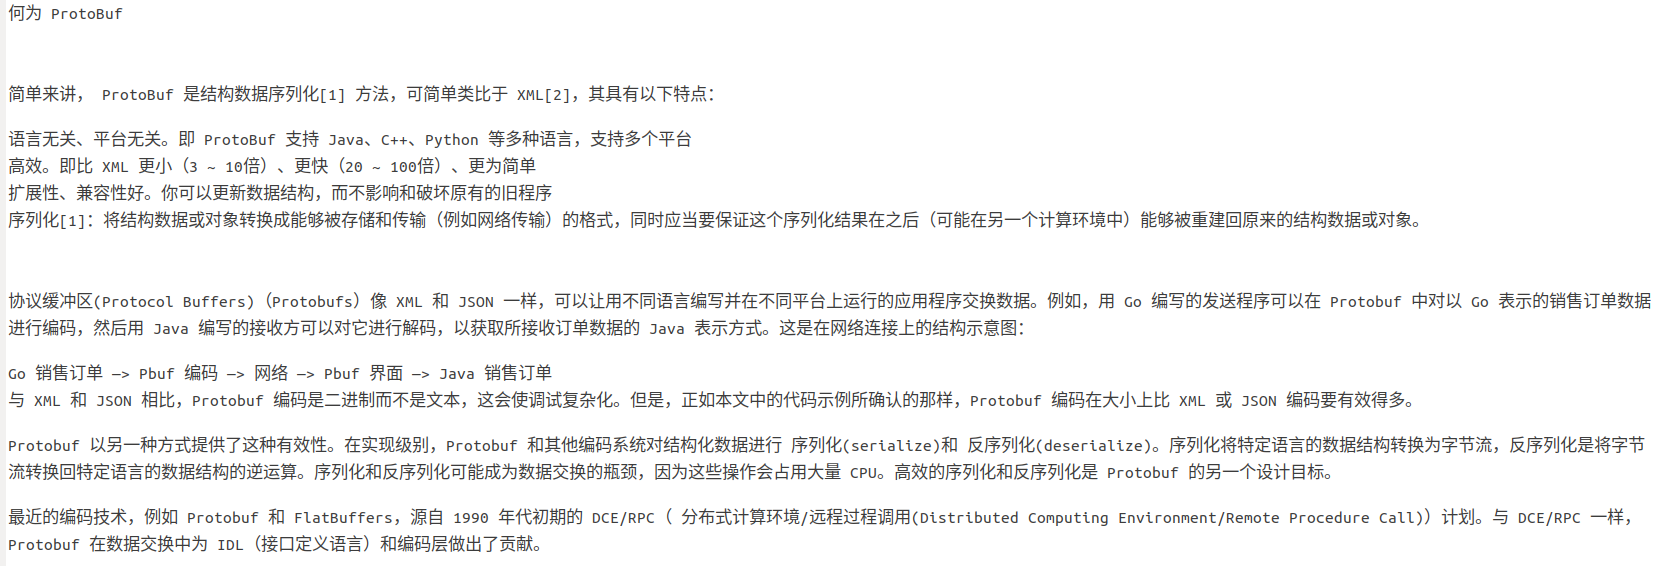 何为 ProtoBuf
简单来讲， ProtoBuf 是结构数据序列化[1] 方法，可简单类比于 XML[2]，其具有以下特点：
语言无关、平台无关。即 ProtoBuf 支持 Java、C++、Python 等多种语言，支持多个平台
高效。即比 XML 更小（3 ~ 10倍）、更快（20 ~ 100倍）、更为简单
扩展性、兼容性好。你可以更新数据结构，而不影响和破坏原有的旧程序
序列化[1]：将结构数据或对象转换成能够被存储和传输（例如网络传输）的格式，同时应当要保证这个序列化结果在之后（可能在另一个计算环境中）能够被重建回原来的结构数据或对象。
协议缓冲区(Protocol Buffers)（Protobufs）像 XML 和 JSON 一样，可以让用不同语言编写并在不同平台上运行的应用程序交换数据。例如，用 Go 编写的发送程序可以在 Protobuf 中对以 Go 表示的销售订单数据
进行编码，然后用 Java 编写的接收方可以对它进行解码，以获取所接收订单数据的 Java 表示方式。这是在网络连接上的结构示意图：
Go 销售订单 —> Pbuf 编码 —> 网络 —> Pbuf 界面 —> Java 销售订单
与 XML 和 JSON 相比，Protobuf 编码是二进制而不是文本，这会使调试复杂化。但是，正如本文中的代码示例所确认的那样，Protobuf 编码在大小上比 XML 或 JSON 编码要有效得多。
Protobuf 以另一种方式提供了这种有效性。在实现级别，Protobuf 和其他编码系统对结构化数据进行 序列化(serialize)和 反序列化(deserialize)。序列化将特定语言的数据结构转换为字节流，反序列化是将字节
流转换回特定语言的数据结构的逆运算。序列化和反序列化可能成为数据交换的瓶颈，因为这些操作会占用大量 CPU。高效的序列化和反序列化是 Protobuf 的另一个设计目标。
最近的编码技术，例如 Protobuf 和 FlatBuffers，源自 1990 年代初期的 DCE/RPC（ 分布式计算环境/远程过程调用(Distributed Computing Environment/Remote Procedure Call)）计划。与 DCE/RPC 一样，
Protobuf 在数据交换中为 IDL（接口定义语言）和编码层做出了贡献。